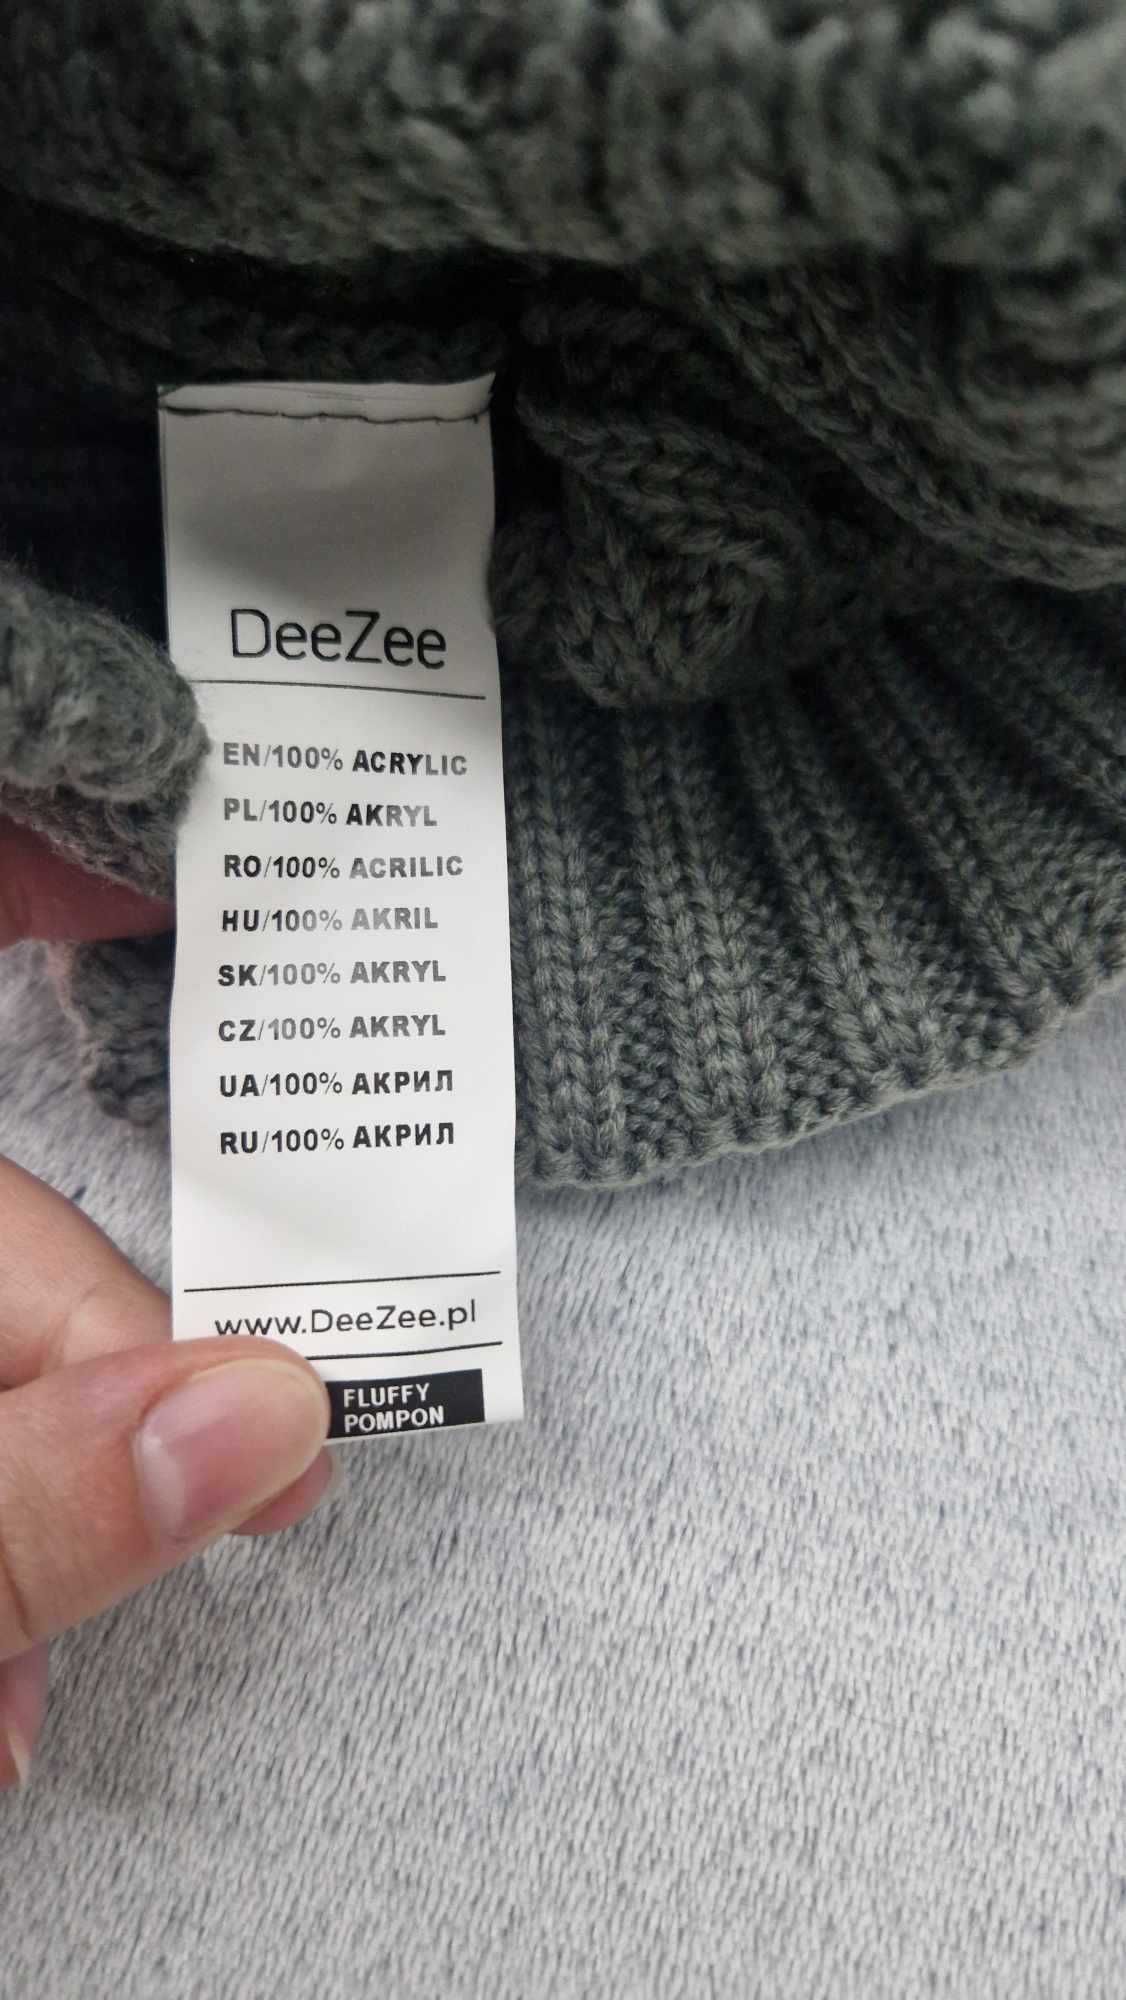 DeeZee
EN/100% ACRYLIC
PL/100% AKRYL
RO/100% ACRILIC
HU/100% AKRIL
SK/100% AKRYL
CZ/100% AKRYL
UA/100% АКРИЛ
RU/100% АКРИЛ
www.DeeZee.pl
FLUFFY
POMPON